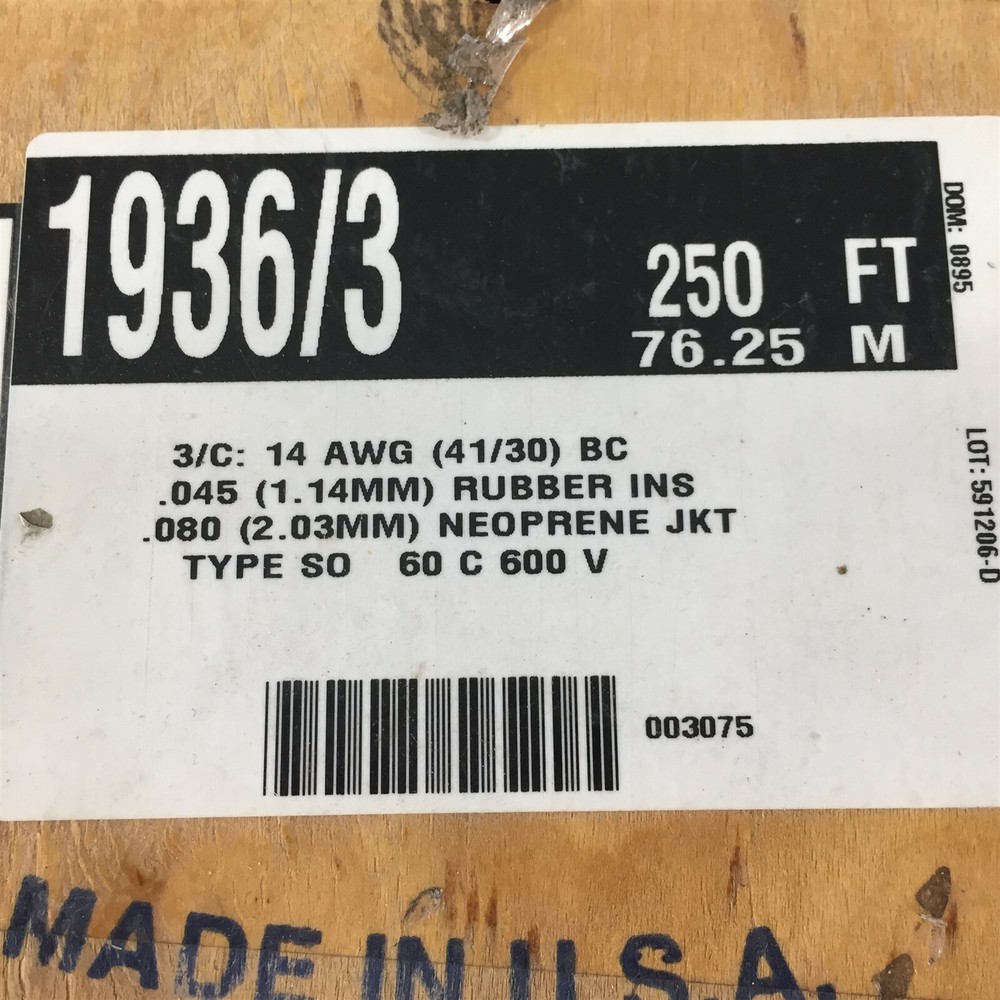 1936/3
250 FT
76.25 M
DOM: 0895
3/C: 14 AWG (41/30) BC
.045 (1.14MM) RUBBER INS
.080 (2.03MM) NEOPRENE JKT
TYPE SO 60 C 600 V
LOT: 591206-D
003075
MADE IN U.S.A.